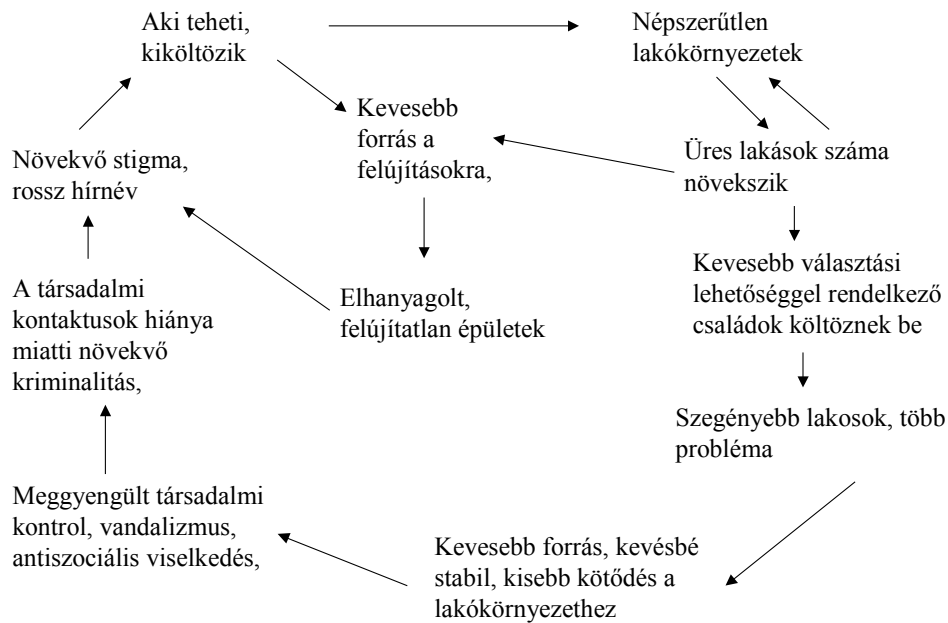 Aki teheti,
kiköltözik
Népszerűtlen
lakókörnyezetek
Kevesebb
forrás a
felújításokra,
Növekvő stigma,
rossz hírnév
Üres lakások száma
növekszik
Kevesebb választási
lehetőséggel rendelkező
családok költöznek be
A társadalmi
kontaktusok hiánya
miatti növekvő
kriminalitás,
Elhanyagolt,
felújítatlan épületek
Szegényebb lakosok, több
probléma
Meggyengült társadalmi
kontrol, vandalizmus,
antiszociális viselkedés,
Kevesebb forrás, kevésbé
stabil, kisebb kötődés a
lakókörnyezethez